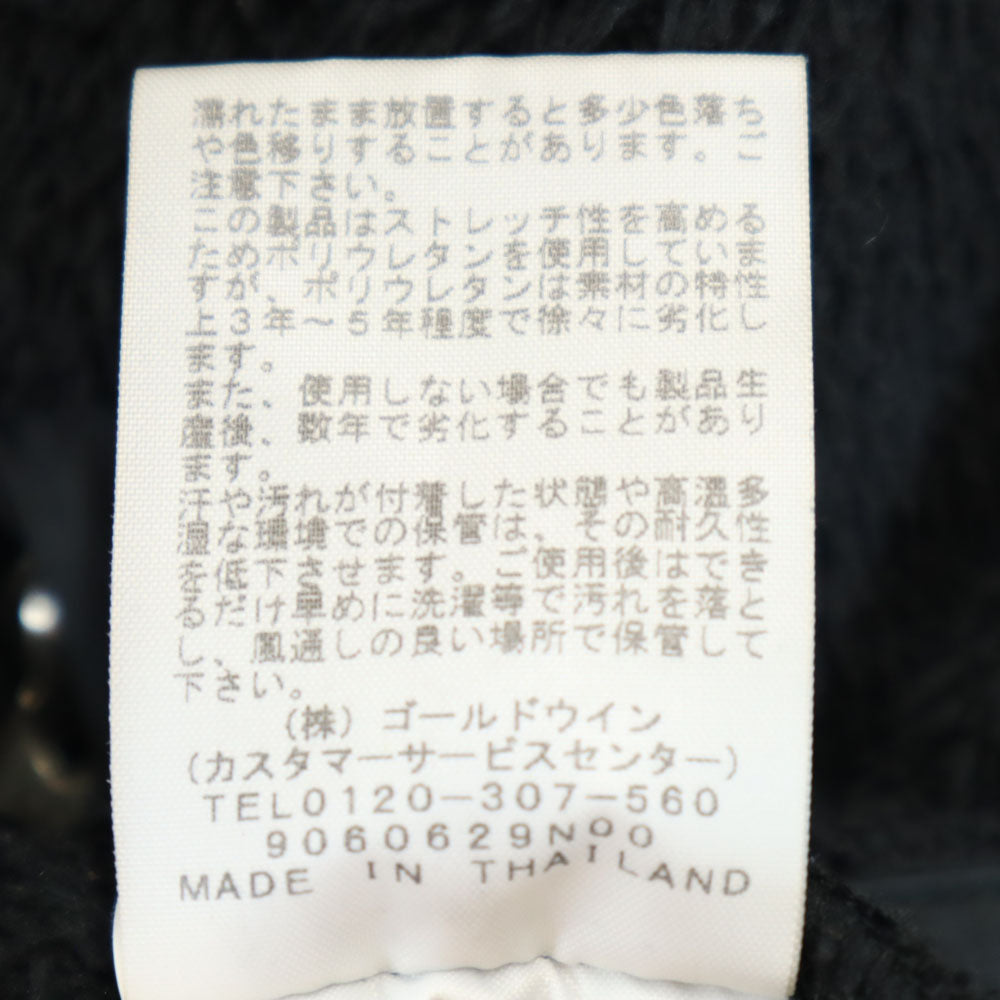 濡れたまま放置すると多少色落ち
や色移りすることがあります。ご
注意下さい。
この製品はストレッチ性を高める
ためポリウレタンを使用していま
すが、ポリウレタンは素材の特性
上3年～5年程度で徐々に劣化し
ます。
また、使用しない場合でも製品生
産後、数年で劣化することがあり
ます。
汗や汚れが付着した状態や高温多
湿な環境での保管は、その耐久性
を低下させます。ご使用後はでき
るだけ早めに洗濯等で汚れを落と
し、風通しの良い場所で保管して
下さい。
(株) ゴールドウイン
(カスタマーサービスセンター)
TEL0120-307-560
9060629N00
MADE IN THAILAND